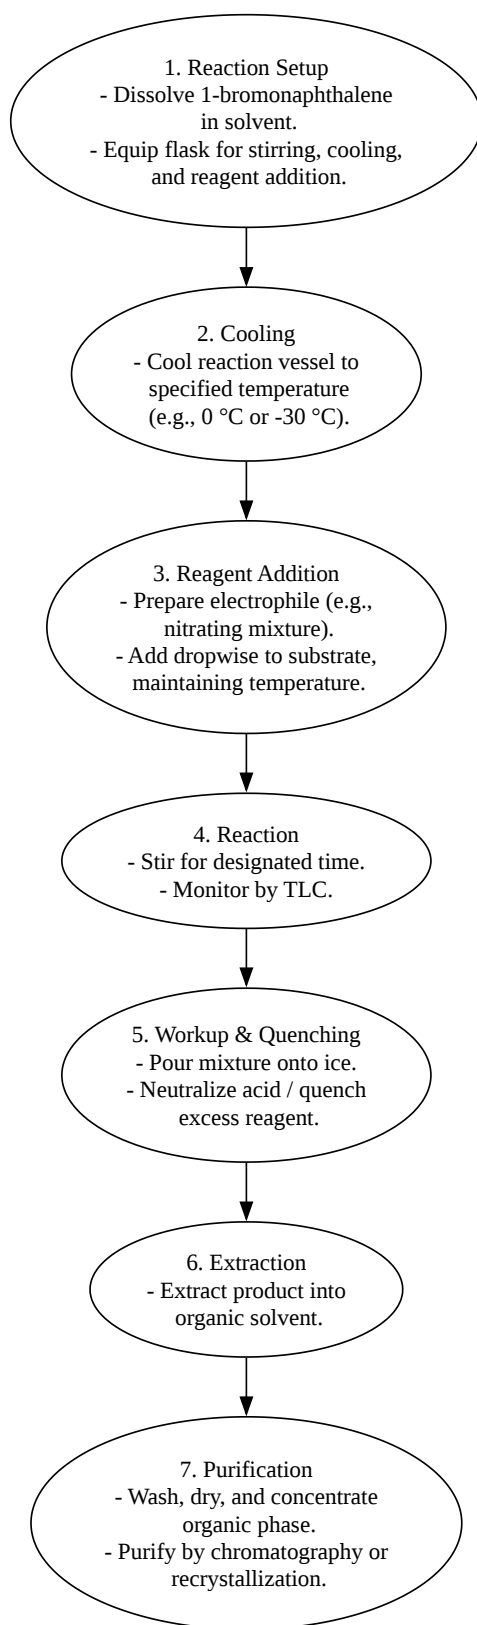 1. Reaction Setup
- Dissolve 1-bromonaphthalene
in solvent.
- Equip flask for stirring, cooling,
and reagent addition.
2. Cooling
- Cool reaction vessel to
specified temperature
(e.g., 0 °C or -30 °C).
3. Reagent Addition
- Prepare electrophile (e.g.,
nitrating mixture).
- Add dropwise to substrate,
maintaining temperature.
4. Reaction
- Stir for designated time.
- Monitor by TLC.
5. Workup & Quenching
- Pour mixture onto ice.
- Neutralize acid / quench
excess reagent.
6. Extraction
- Extract product into
organic solvent.
7. Purification
- Wash, dry, and concentrate
organic phase.
- Purify by chromatography or
recrystallization.